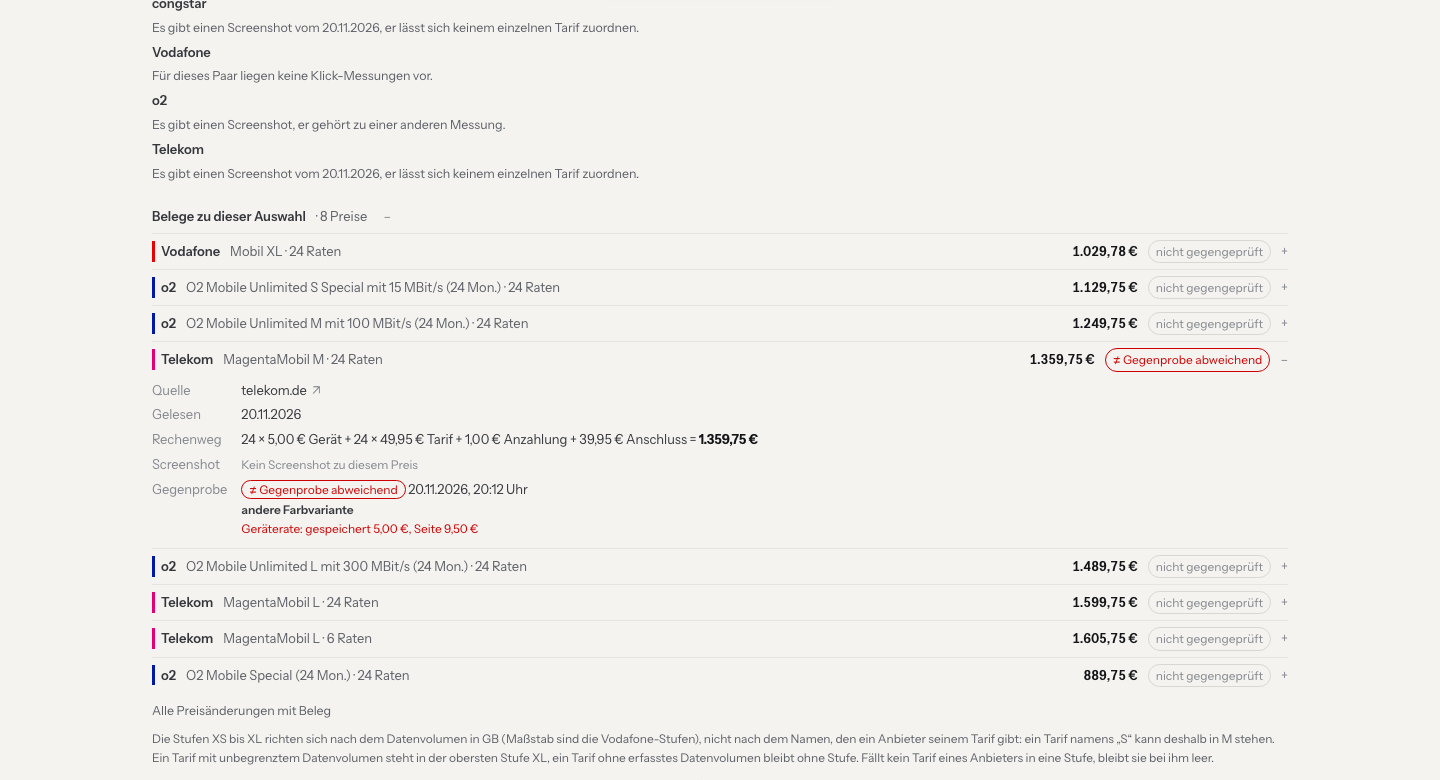 congstar
Es gibt einen Screenshot vom 20.11.2026, er lässt sich keinem einzelnen Tarif zuordnen.
Vodafone
Für dieses Paar liegen keine Klick-Messungen vor.
o2
Es gibt einen Screenshot, er gehört zu einer anderen Messung.
Telekom
Es gibt einen Screenshot vom 20.11.2026, er lässt sich keinem einzelnen Tarif zuordnen.
Belege zu dieser Auswahl · 8 Preise –
Vodafone Mobil XL · 24 Raten 1.029,78 € nicht gegengeprüft +
o2 O2 Mobile Unlimited S Special mit 15 MBit/s (24 Mon.) · 24 Raten 1.129,75 € nicht gegengeprüft +
o2 O2 Mobile Unlimited M mit 100 MBit/s (24 Mon.) · 24 Raten 1.249,75 € nicht gegengeprüft +
Telekom MagentaMobil M · 24 Raten 1.359,75 € ≠ Gegenprobe abweichend –
Quelle telekom.de ↗
Gelesen 20.11.2026
Rechenweg 24 × 5,00 € Gerät + 24 × 49,95 € Tarif + 1,00 € Anzahlung + 39,95 € Anschluss = 1.359,75 €
Screenshot Kein Screenshot zu diesem Preis
Gegenprobe ≠ Gegenprobe abweichend 20.11.2026, 20:12 Uhr
andere Farbvariante
Geräterate: gespeichert 5,00 €, Seite 9,50 €
o2 O2 Mobile Unlimited L mit 300 MBit/s (24 Mon.) · 24 Raten 1.489,75 € nicht gegengeprüft +
Telekom MagentaMobil L · 24 Raten 1.599,75 € nicht gegengeprüft +
Telekom MagentaMobil L · 6 Raten 1.605,75 € nicht gegengeprüft +
o2 O2 Mobile Special (24 Mon.) · 24 Raten 889,75 € nicht gegengeprüft +
Alle Preisänderungen mit Beleg
Die Stufen XS bis XL richten sich nach dem Datenvolumen in GB (Maßstab sind die Vodafone-Stufen), nicht nach dem Namen, den ein Anbieter seinem Tarif gibt: ein Tarif namens „S“ kann deshalb in M stehen.
Ein Tarif mit unbegrenztem Datenvolumen steht in der obersten Stufe XL, ein Tarif ohne erfasstes Datenvolumen bleibt ohne Stufe. Fällt kein Tarif eines Anbieters in eine Stufe, bleibt sie bei ihm leer.